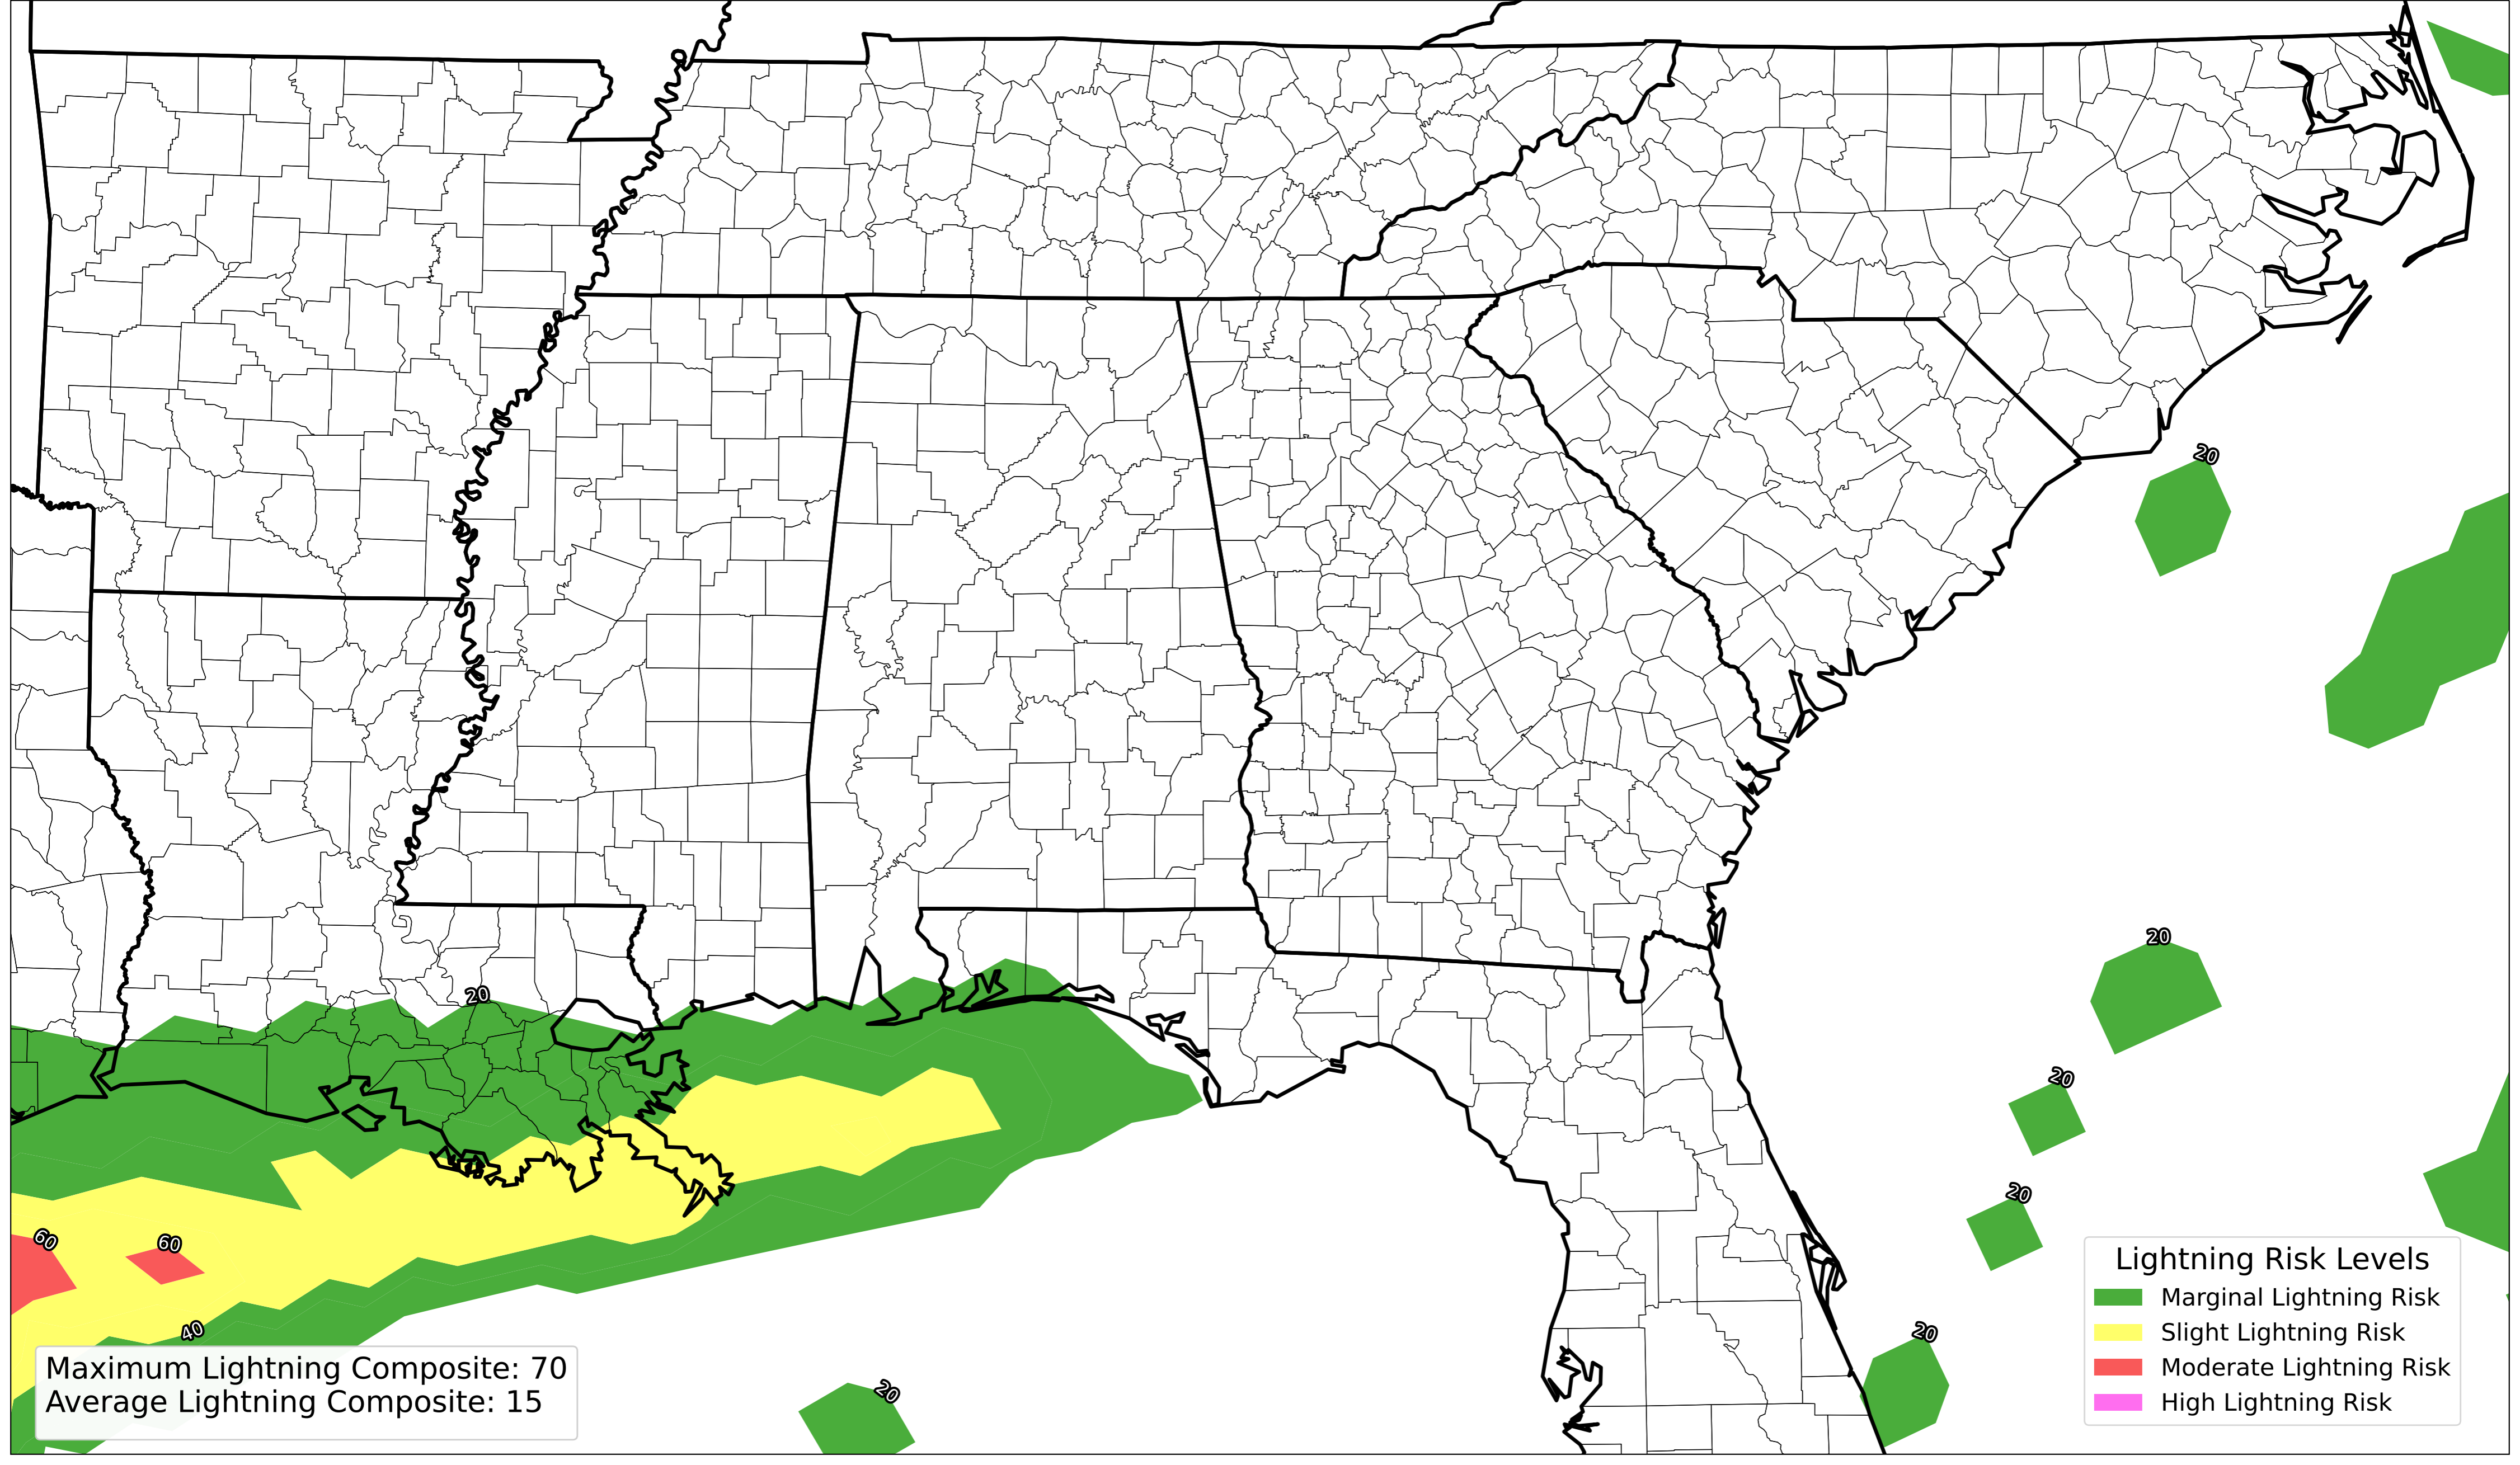 20
20
20
20
20
20
60
60
40
20
20
Lightning Risk Levels
Marginal Lightning Risk
Slight Lightning Risk
Moderate Lightning Risk
High Lightning Risk
Maximum Lightning Composite: 70
Average Lightning Composite: 15